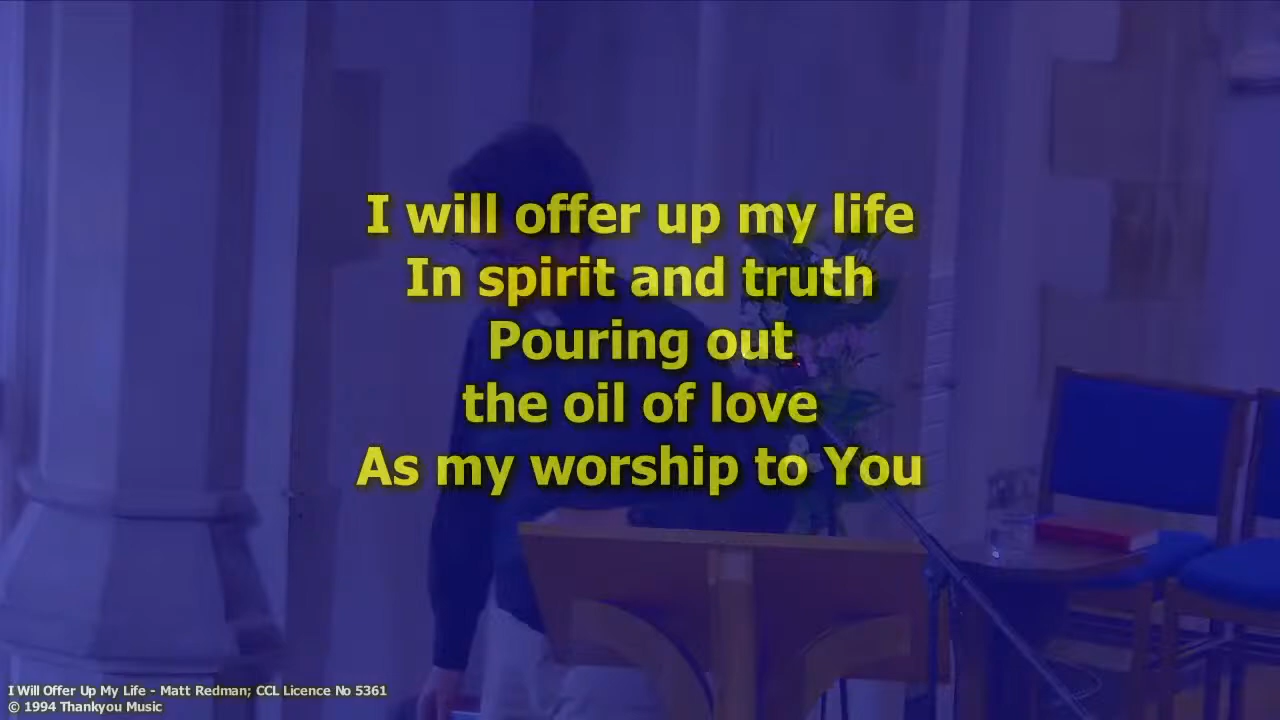 I will offer up my life
In spirit and truth
Pouring out
the oil of love
As my worship to You
I Will Offer Up My Life - Matt Redman; CCL Licence No 5361
© 1994 Thankyou Music